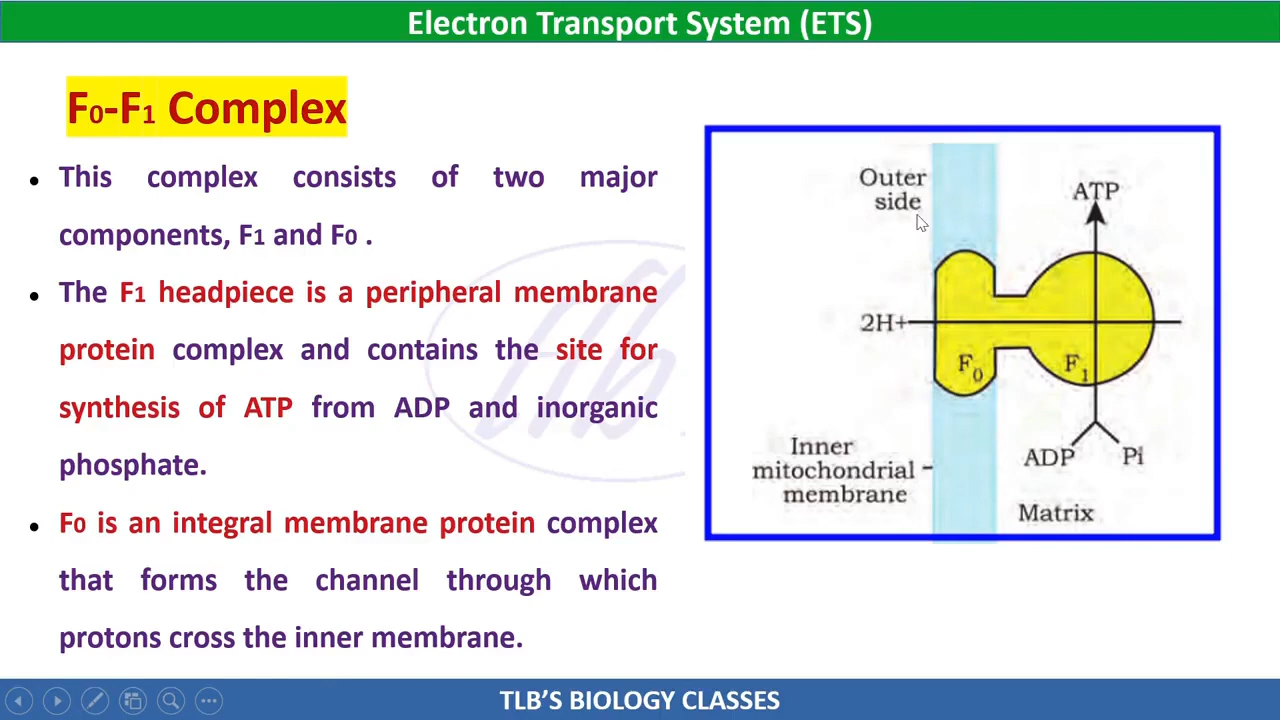 Electron Transport System (ETS)
F0-F1 Complex
• This complex consists of two major
components, F1 and F0 .
• The F1 headpiece is a peripheral membrane
protein complex and contains the site for
synthesis of ATP from ADP and inorganic
phosphate.
• F0 is an integral membrane protein complex
that forms the channel through which
protons cross the inner membrane.
Outer
side
ATP
2H+
F0
F1
Inner
mitochondrial
membrane
ADP
Pi
Matrix
tlb
TLB'S BIOLOGY CLASSES